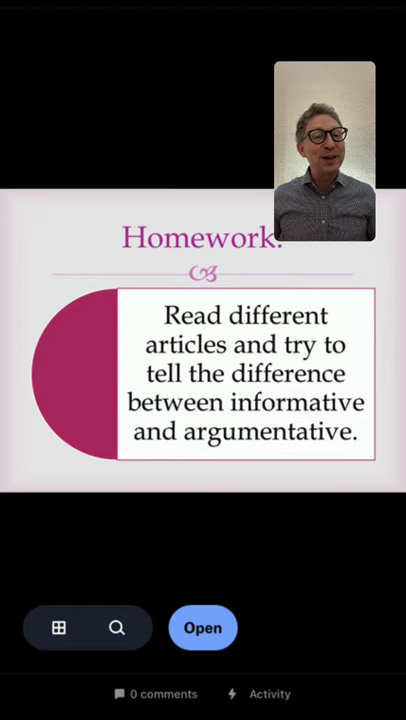 Homework:
Read different
articles and try to
tell the difference
between informative
and argumentative.
Open
0 comments
Activity